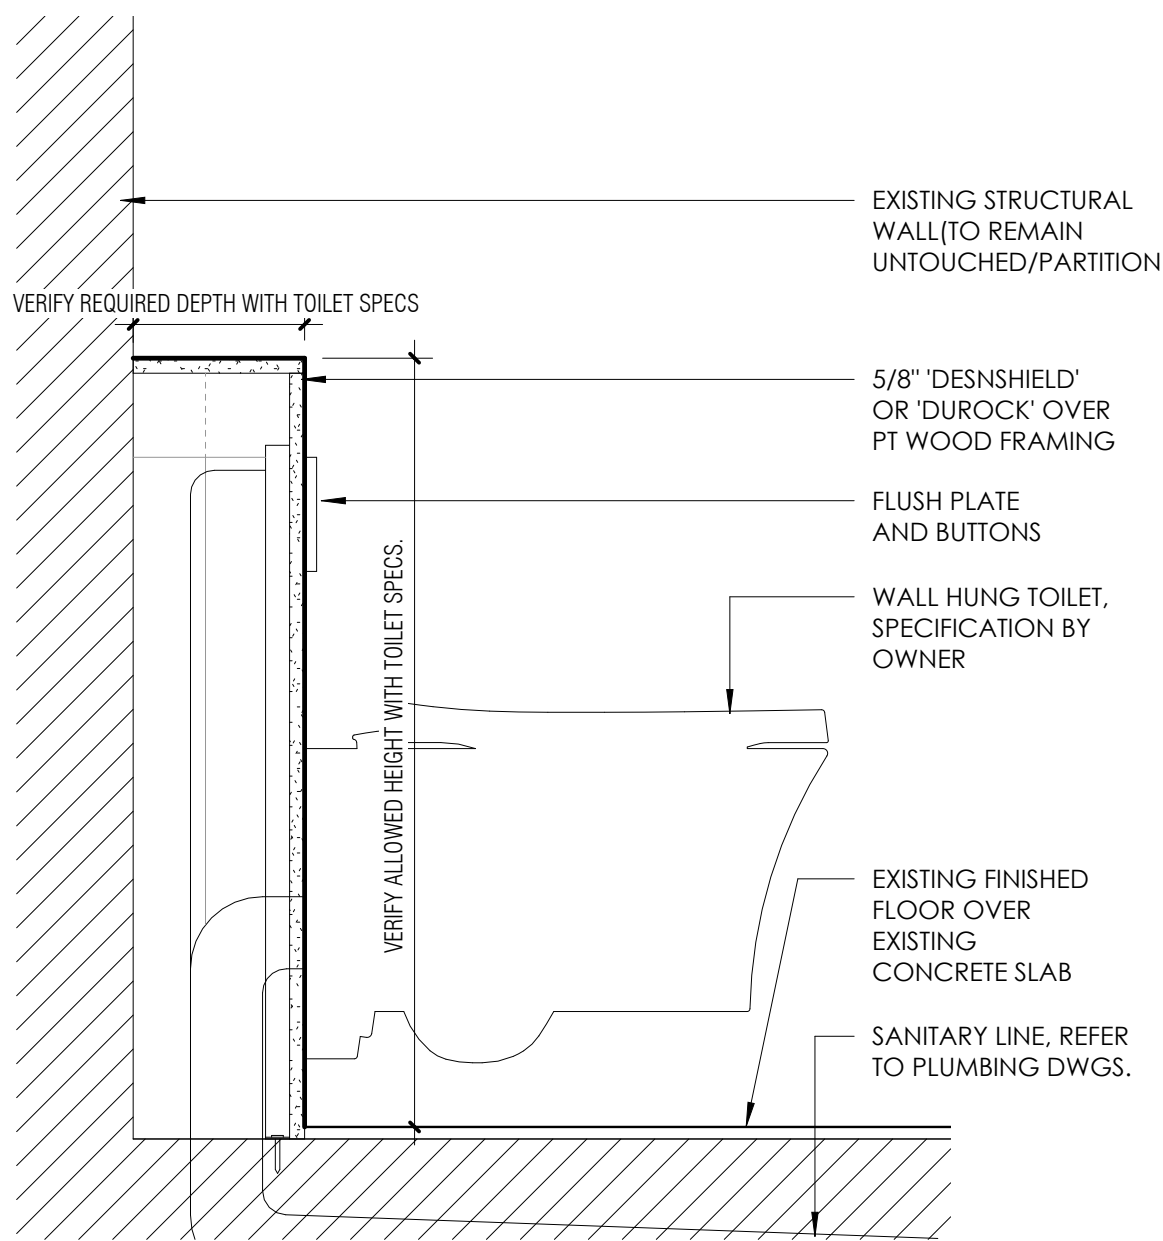 EXISTING STRUCTURAL
WALL(TO REMAIN
UNTOUCHED/PARTITION
VERIFY REQUIRED DEPTH WITH TOILET SPECS
5/8" 'DESNSHIELD'
OR 'DUROCK' OVER
PT WOOD FRAMING
FLUSH PLATE
AND BUTTONS
VERIFY ALLOWED HEIGHT WITH TOILET SPECS.
WALL HUNG TOILET,
SPECIFICATION BY
OWNER
EXISTING FINISHED
FLOOR OVER
EXISTING
CONCRETE SLAB
SANITARY LINE, REFER
TO PLUMBING DWGS.